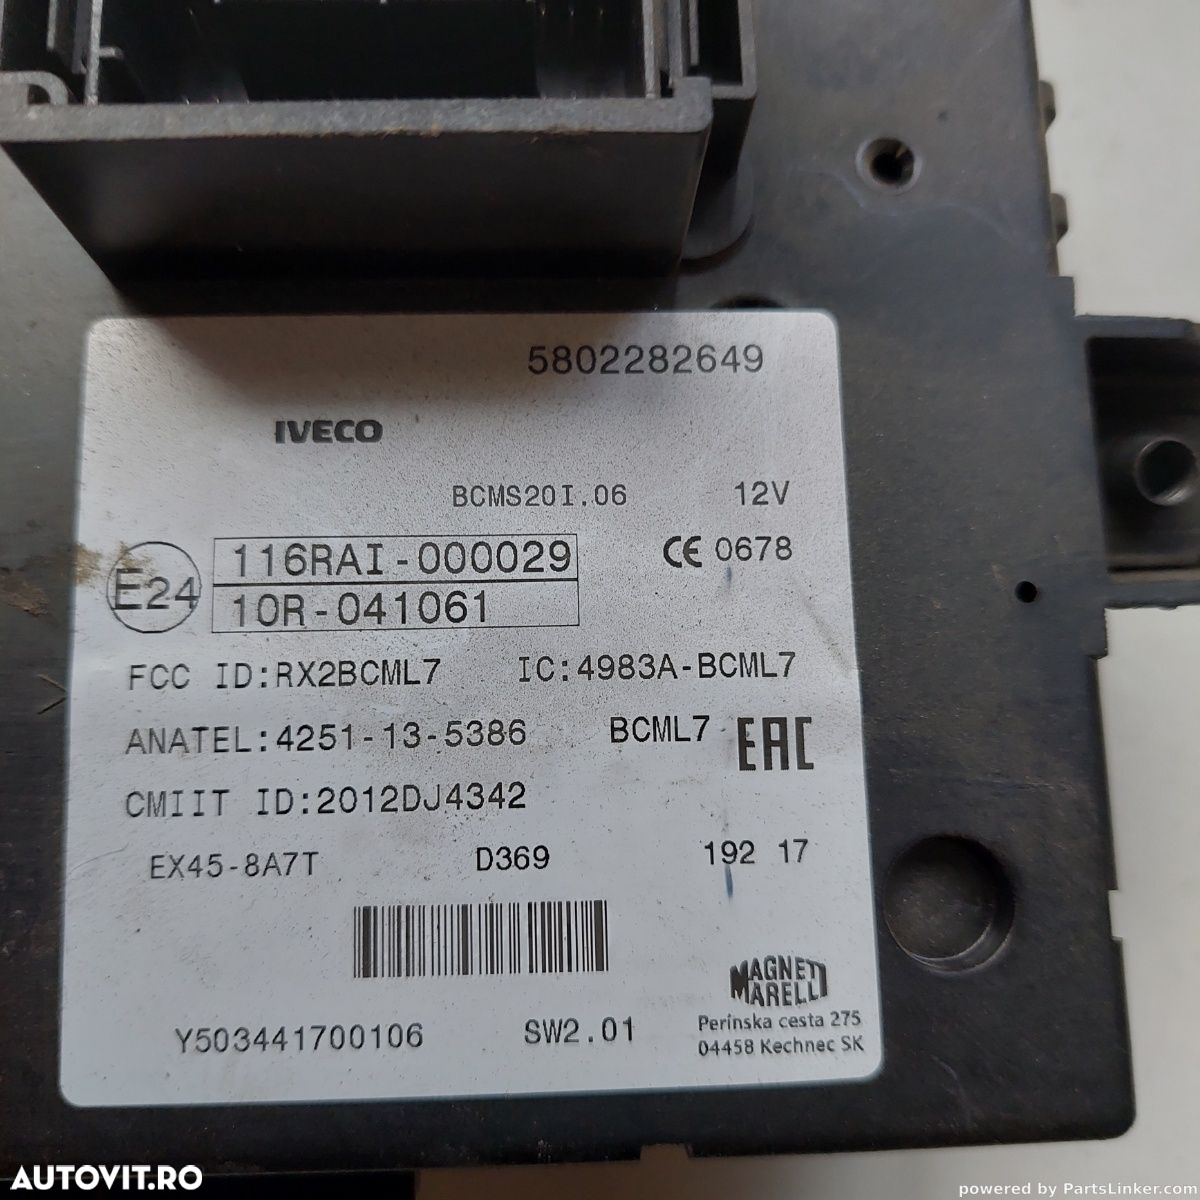 5802282649
IVECO
BCMS20I.06 12V
E24 116RAI-000029 CE 0678
10R-041061
FCC ID:RX2BCML7 IC:4983A-BCML7
ANATEL:4251-13-5386 BCML7 EAC
CMIIT ID:2012DJ4342
EX45-8A7T D369 192 17
MAGNETI
MARELLI
Y503441700106 SW2.01 Perínska cesta 275
04458 Kechnec SK
AUTOVIT.RO
powered by PartsLinker.com